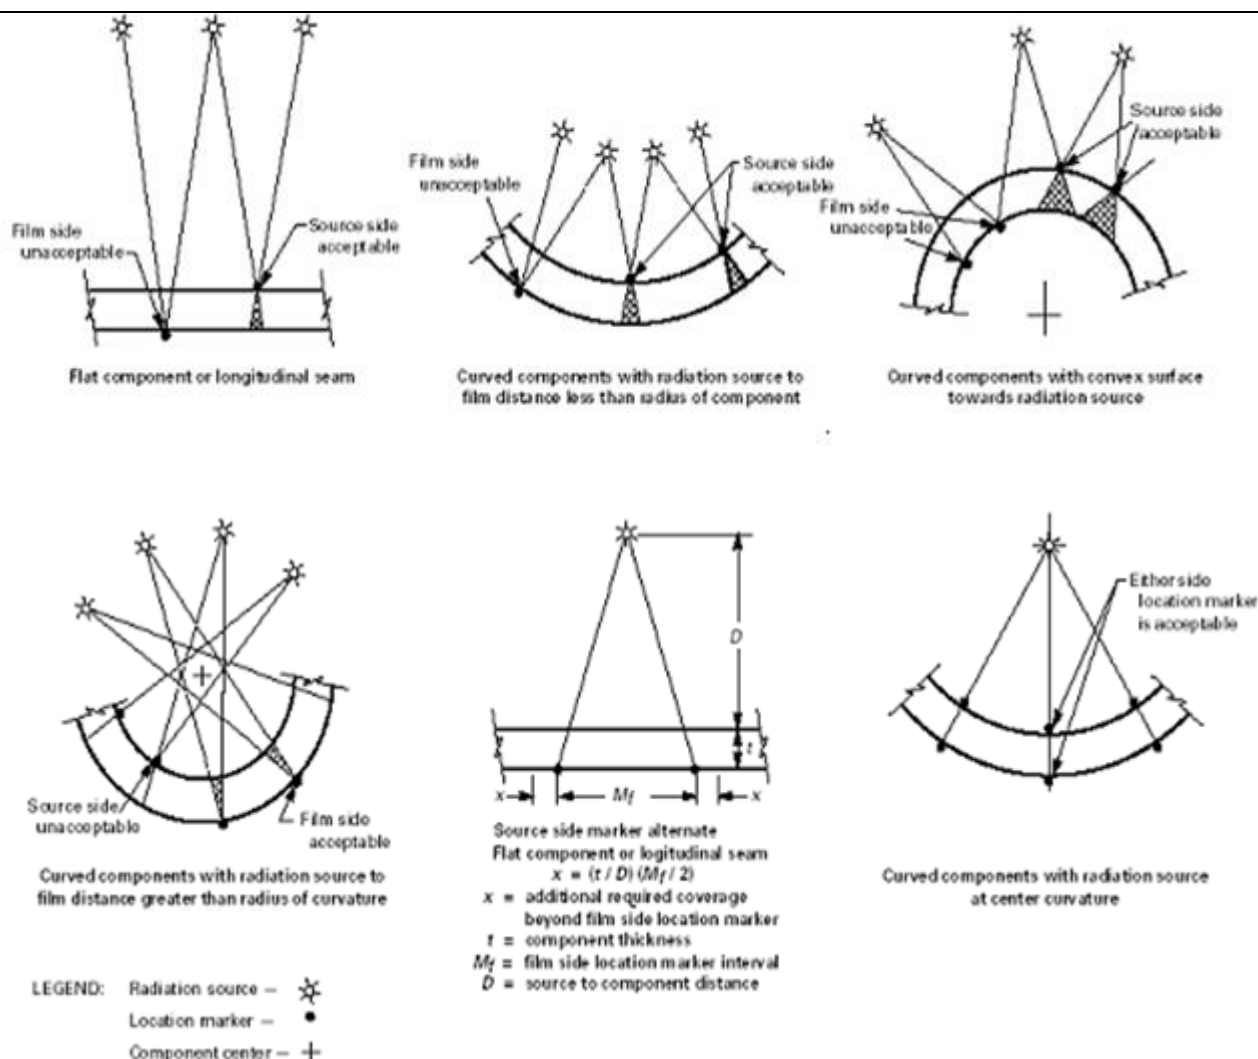 Film side
unacceptable
Source side
acceptable
Flat component or longitudinal seam
Film side
unacceptable
Source side
acceptable
Curved components with radiation source to
film distance less than radius of component
Source side
acceptable
Film side
unacceptable
Curved components with convex surface
towards radiation source
Source side
unacceptable
Film side
acceptable
Curved components with radiation source to
film distance greater than radius of curvature
D
t
x
Mf
x
Source side marker alternate
Flat component or logitudinal seam
x = (t / D) (Mf / 2)
x = additional required coverage
beyond film side location marker
t = component thickness
Mf = film side location marker interval
D = source to component distance
Either side
location marker
is acceptable
Curved components with radiation source
at center curvature
LEGEND: Radiation source –
Location marker –
Component center –